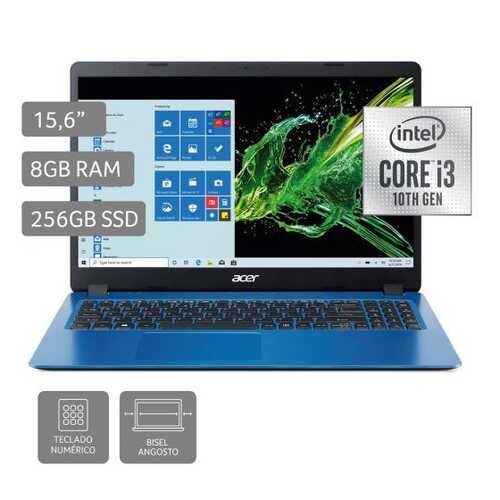 15,6”
8GB RAM
256GB SSD
intel
CORE i3
10TH GEN
acer
TECLADO
NUMÉRICO
BISEL
ANGOSTO